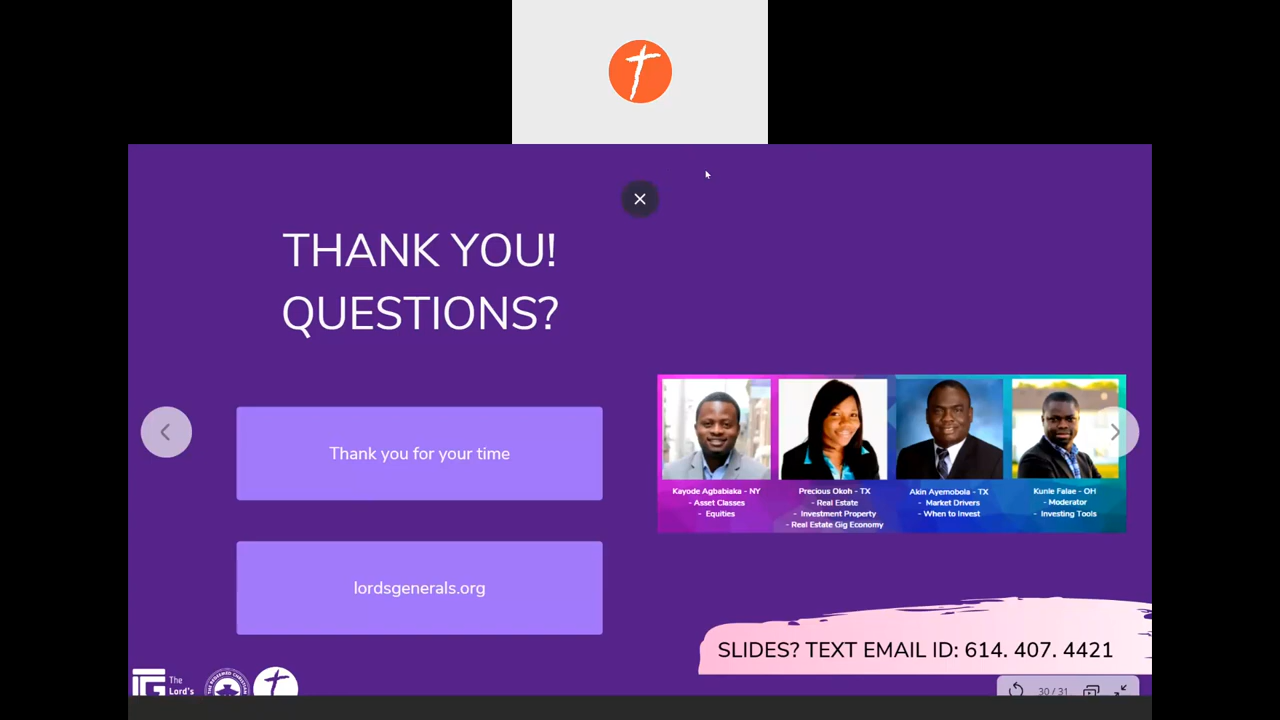 THANK YOU!
QUESTIONS?
Thank you for your time
lordsgenerals.org
Kayode Agbabiaka - NY
- Asset Classes
- Equities
Precious Okoh - TX
- Real Estate
- Investment Property
- Real Estate Gig Economy
Akin Ayemobola - TX
- Market Drivers
- When to Invest
Kunle Falae - OH
- Moderator
- Investing Tools
SLIDES? TEXT EMAIL ID: 614. 407. 4421
The
Lord's
30 / 31